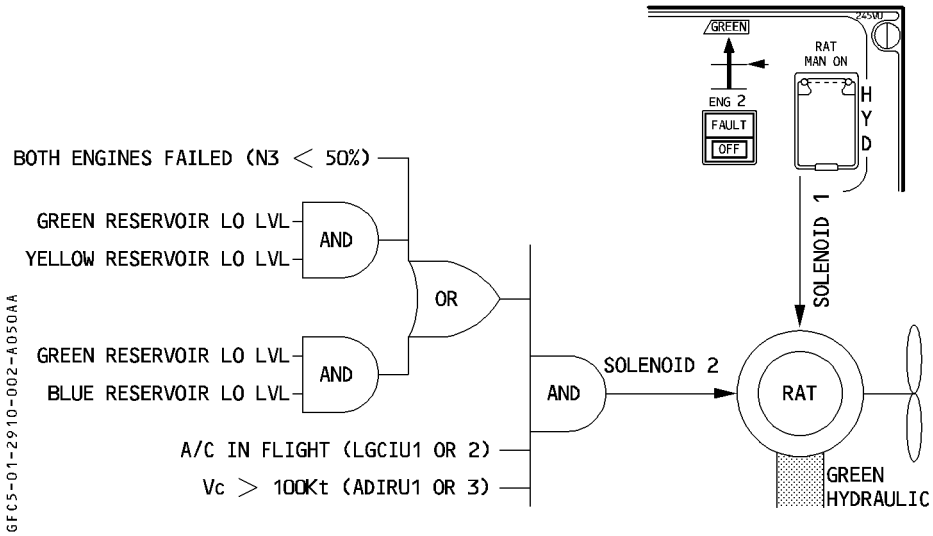 245VU
GREEN
RAT
MAN ON
ENG 2
FAULT
OFF
HYD
BOTH ENGINES FAILED (N3 < 50%)
GREEN RESERVOIR LO LVL
YELLOW RESERVOIR LO LVL
AND
OR
SOLENOID 1
GREEN RESERVOIR LO LVL
BLUE RESERVOIR LO LVL
AND
AND
SOLENOID 2
RAT
A/C IN FLIGHT (LGCIU1 OR 2)
Vc > 100Kt (ADIRU1 OR 3)
GREEN
HYDRAULIC
GFC5-01-2910-002-A050AA